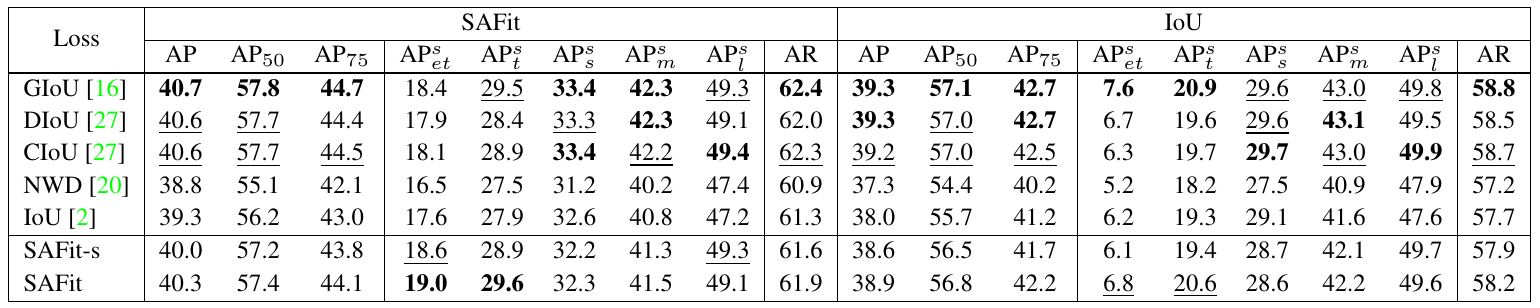 Loss SAFit IoU
AP AP50 AP75 AP^s_et AP^s_t AP^s_s AP^s_m AP^s_l AR AP AP50 AP75 AP^s_et AP^s_t AP^s_s AP^s_m AP^s_l AR
GIoU [16] 40.7 57.8 44.7 18.4 29.5 33.4 42.3 49.3 62.4 39.3 57.1 42.7 7.6 20.9 29.6 43.0 49.8 58.8
DIoU [27] 40.6 57.7 44.4 17.9 28.4 33.3 42.3 49.1 62.0 39.3 57.0 42.7 6.7 19.6 29.6 43.1 49.5 58.5
CIoU [27] 40.6 57.7 44.5 18.1 28.9 33.4 42.2 49.4 62.3 39.2 57.0 42.5 6.3 19.7 29.7 43.0 49.9 58.7
NWD [20] 38.8 55.1 42.1 16.5 27.5 31.2 40.2 47.4 60.9 37.3 54.4 40.2 5.2 18.2 27.5 40.9 47.9 57.2
IoU [2] 39.3 56.2 43.0 17.6 27.9 32.6 40.8 47.2 61.3 38.0 55.7 41.2 6.2 19.3 29.1 41.6 47.6 57.7
SAFit-s 40.0 57.2 43.8 18.6 28.9 32.2 41.3 49.3 61.6 38.6 56.5 41.7 6.1 19.4 28.7 42.1 49.7 57.9
SAFit 40.3 57.4 44.1 19.0 29.6 32.3 41.5 49.1 61.9 38.9 56.8 42.2 6.8 20.6 28.6 42.2 49.6 58.2